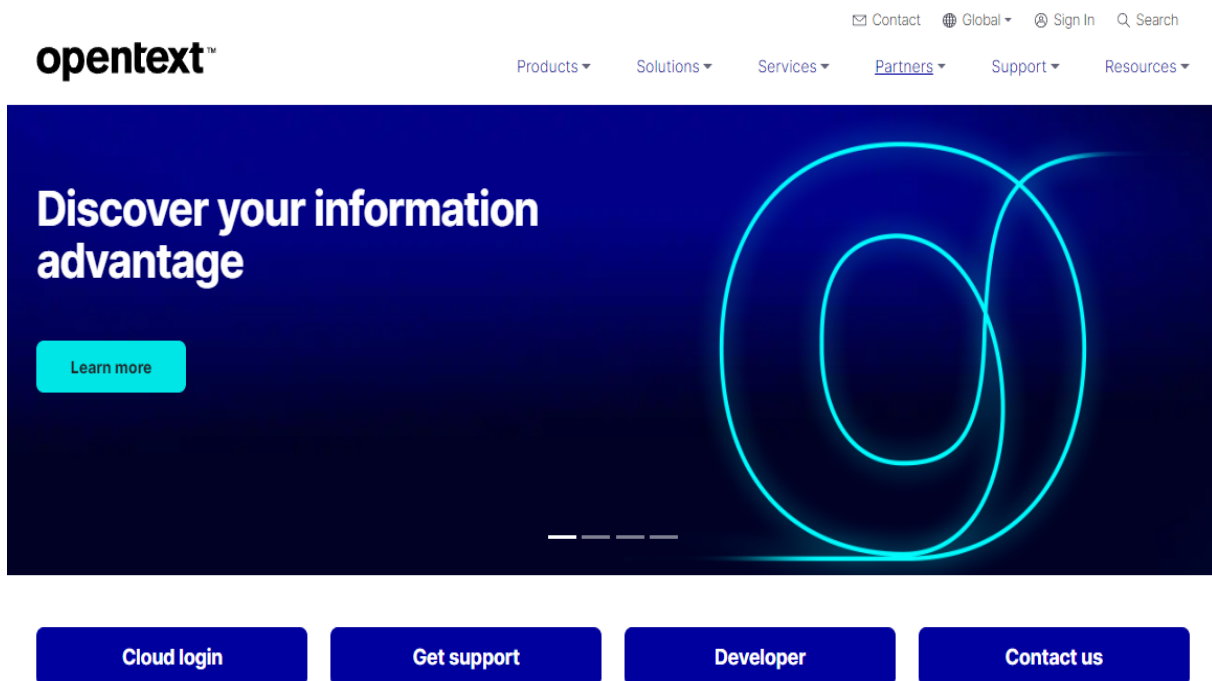 Contact Global Sign In Search
opentext™
Products Solutions Services Partners Support Resources
Discover your information
advantage
Learn more
Cloud login Get support Developer Contact us